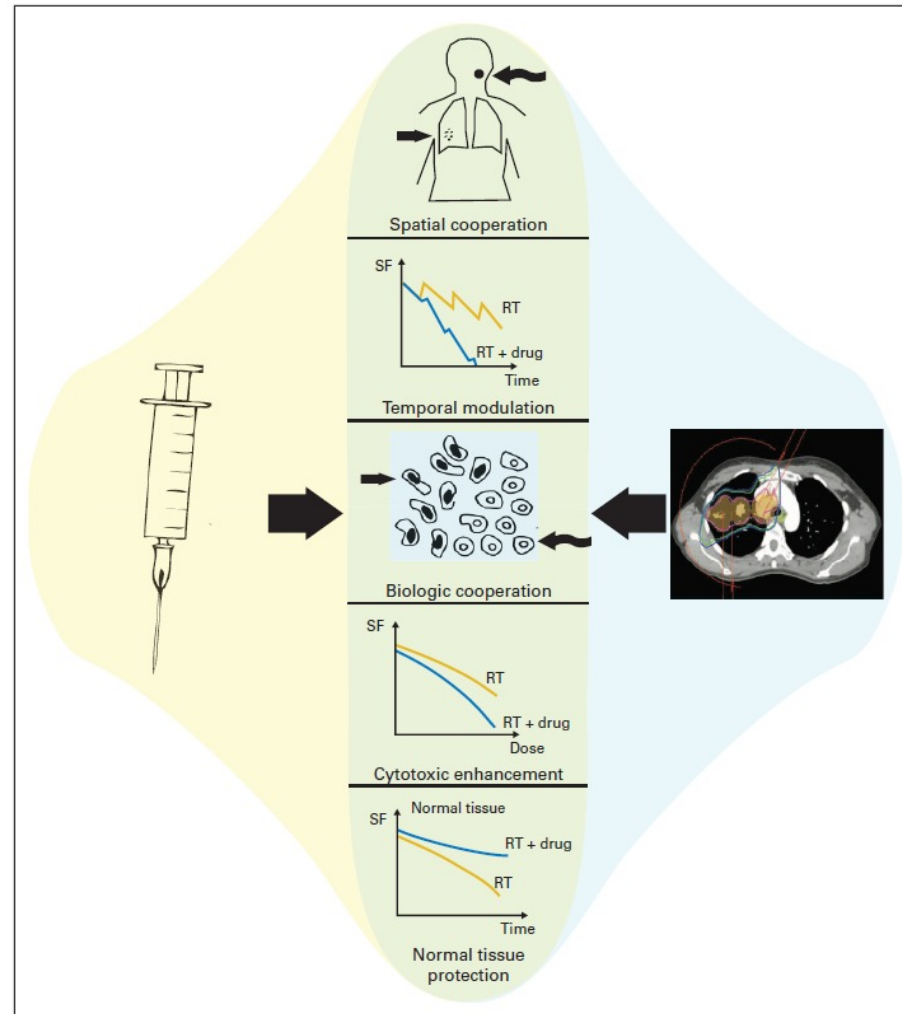 Spatial cooperation
SF
RT
RT + drug
Time
Temporal modulation
Biologic cooperation
SF
RT
RT + drug
Dose
Cytotoxic enhancement
Normal tissue
SF
RT + drug
RT
Time
Normal tissue
protection